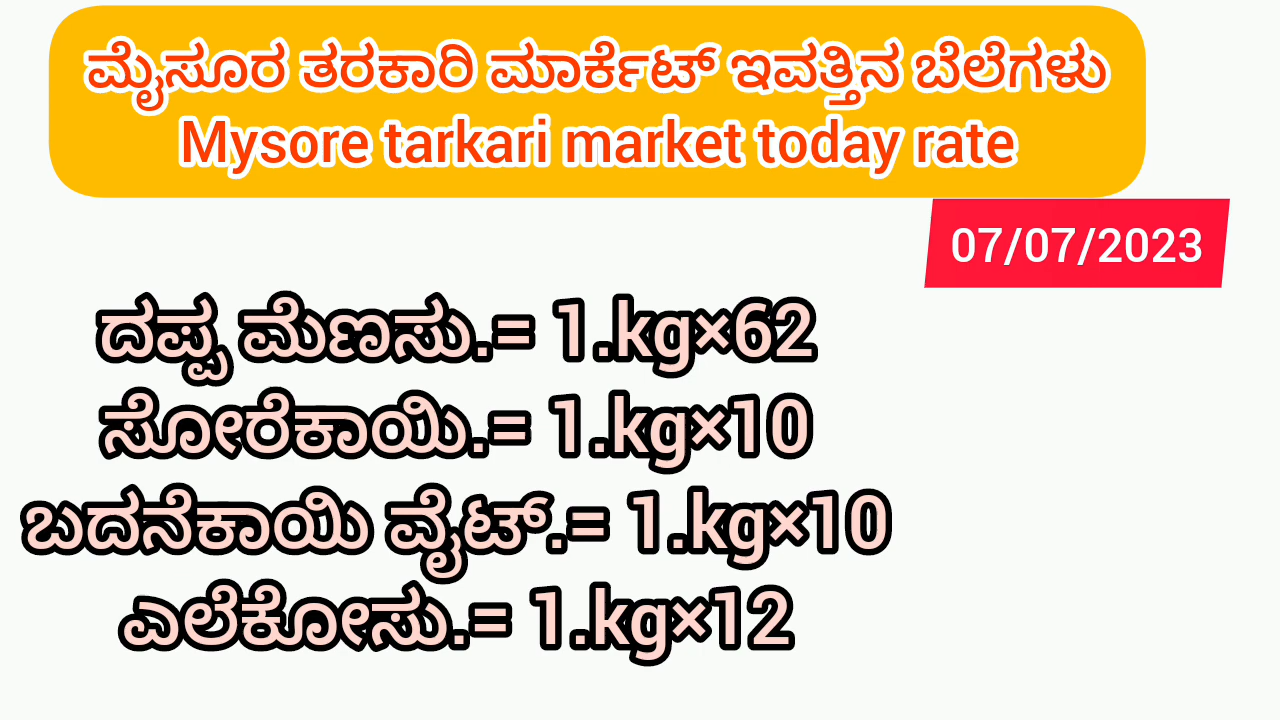 ಮೈಸೂರ ತರಕಾರಿ ಮಾರ್ಕೆಟ್ ಇವತ್ತಿನ ಬೆಲೆಗಳು
Mysore tarkari market today rate
07/07/2023
ದಪ್ಪ ಮೆಣಸು.= 1.kg×62
ಸೋರೆಕಾಯಿ.= 1.kg×10
ಬದನೆಕಾಯಿ ವೈಟ್.= 1.kg×10
ಎಲೆಕೋಸು.= 1.kg×12